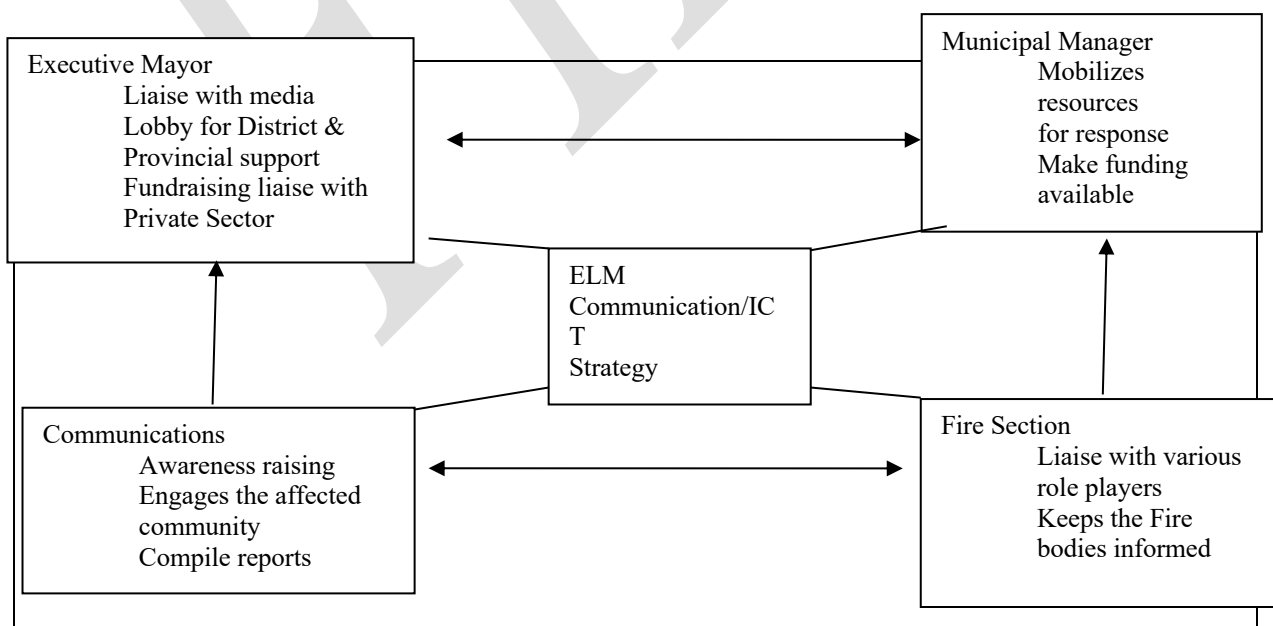 Executive Mayor
Liaise with media
Lobby for District &
Provincial support
Fundraising liaise with
Private Sector
Municipal Manager
Mobilizes
resources
for response
Make funding
available
ELM
Communication/IC
T
Strategy
Communications
Awareness raising
Engages the affected
community
Compile reports
Fire Section
Liaise with various
role players
Keeps the Fire
bodies informed